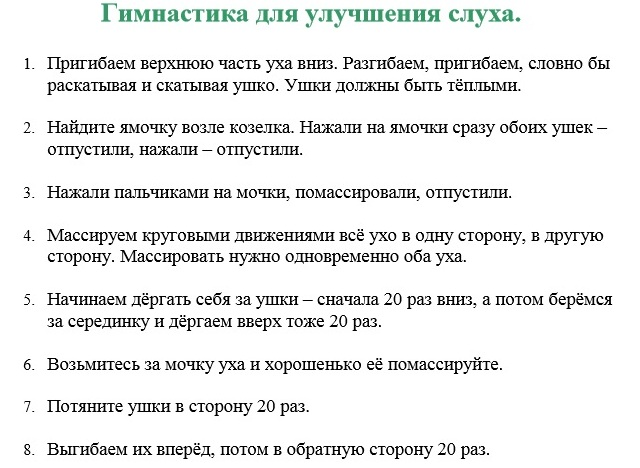 Гимнастика для улучшения слуха.
1. Пригибаем верхнюю часть уха вниз. Разгибаем, пригибаем, словно бы
раскатывая и скатывая ушко. Ушки должны быть тёплыми.
2. Найдите ямочку возле козелка. Нажали на ямочки сразу обоих ушек –
отпустили, нажали – отпустили.
3. Нажали пальчиками на мочки, помассировали, отпустили.
4. Массируем круговыми движениями всё ухо в одну сторону, в другую
сторону. Массировать нужно одновременно оба уха.
5. Начинаем дёргать себя за ушки – сначала 20 раз вниз, а потом берёмся
за серединку и дёргаем вверх тоже 20 раз.
6. Возьмитесь за мочку уха и хорошенько её помассируйте.
7. Потяните ушки в сторону 20 раз.
8. Выгибаем их вперёд, потом в обратную сторону 20 раз.